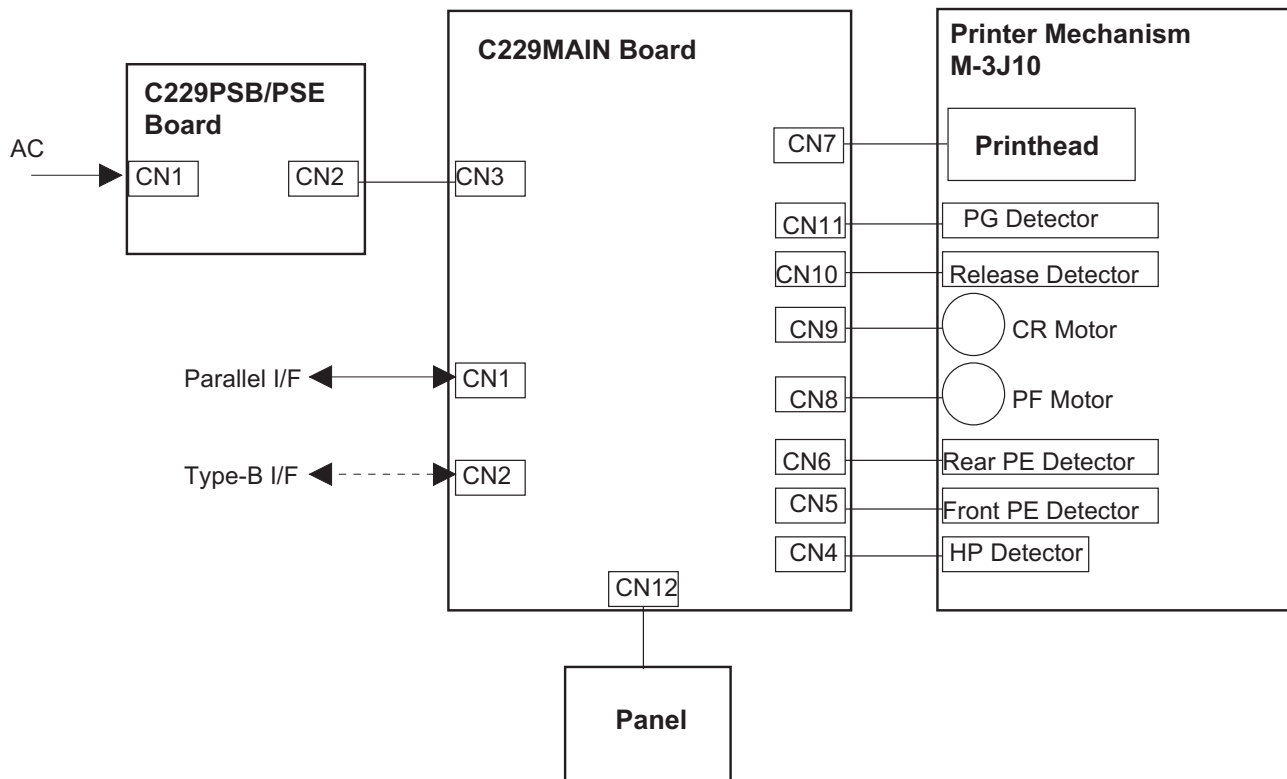 C229MAIN Board
Printer Mechanism
M-3J10
C229PSB/PSE
Board
AC
CN1
CN2
CN3
CN7
Printhead
CN11
PG Detector
CN10
Release Detector
CN9
CR Motor
Parallel I/F
CN1
CN8
PF Motor
Type-B I/F
CN2
CN6
Rear PE Detector
CN5
Front PE Detector
CN4
HP Detector
CN12
Panel